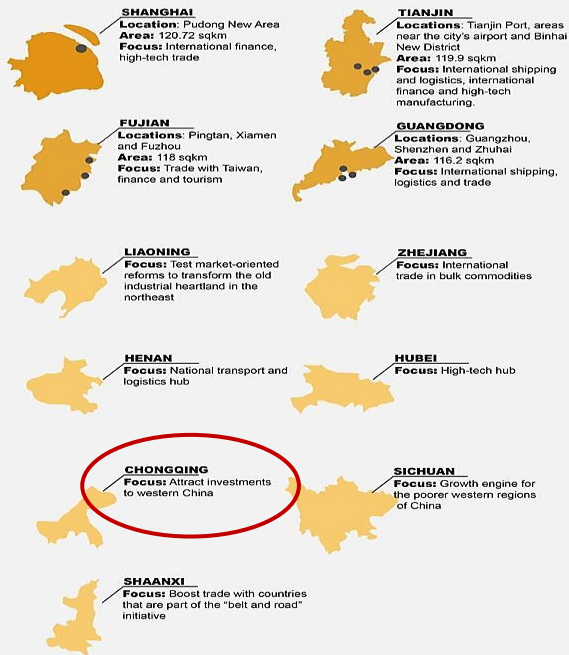 SHANGHAI
Location: Pudong New Area
Area: 120.72 sqkm
Focus: International finance,
high-tech trade
TIANJIN
Locations: Tianjin Port, areas
near the city's airport and Binhai
New District
Area: 119.9 sqkm
Focus: International shipping
and logistics, international
finance and high-tech
manufacturing.
FUJIAN
Locations: Pingtan, Xiamen
and Fuzhou
Area: 118 sqkm
Focus: Trade with Taiwan,
finance and tourism
GUANGDONG
Locations: Guangzhou,
Shenzhen and Zhuhai
Area: 116.2 sqkm
Focus: International shipping,
logistics and trade
LIAONING
Focus: Test market-oriented
reforms to transform the old
industrial heartland in the
northeast
ZHEJIANG
Focus: International
trade in bulk commodities
HENAN
Focus: National transport and
logistics hub
HUBEI
Focus: High-tech hub
CHONGQING
Focus: Attract investments
to western China
SICHUAN
Focus: Growth engine for
the poorer western regions
of China
SHAANXI
Focus: Boost trade with countries
that are part of the “belt and road”
initiative